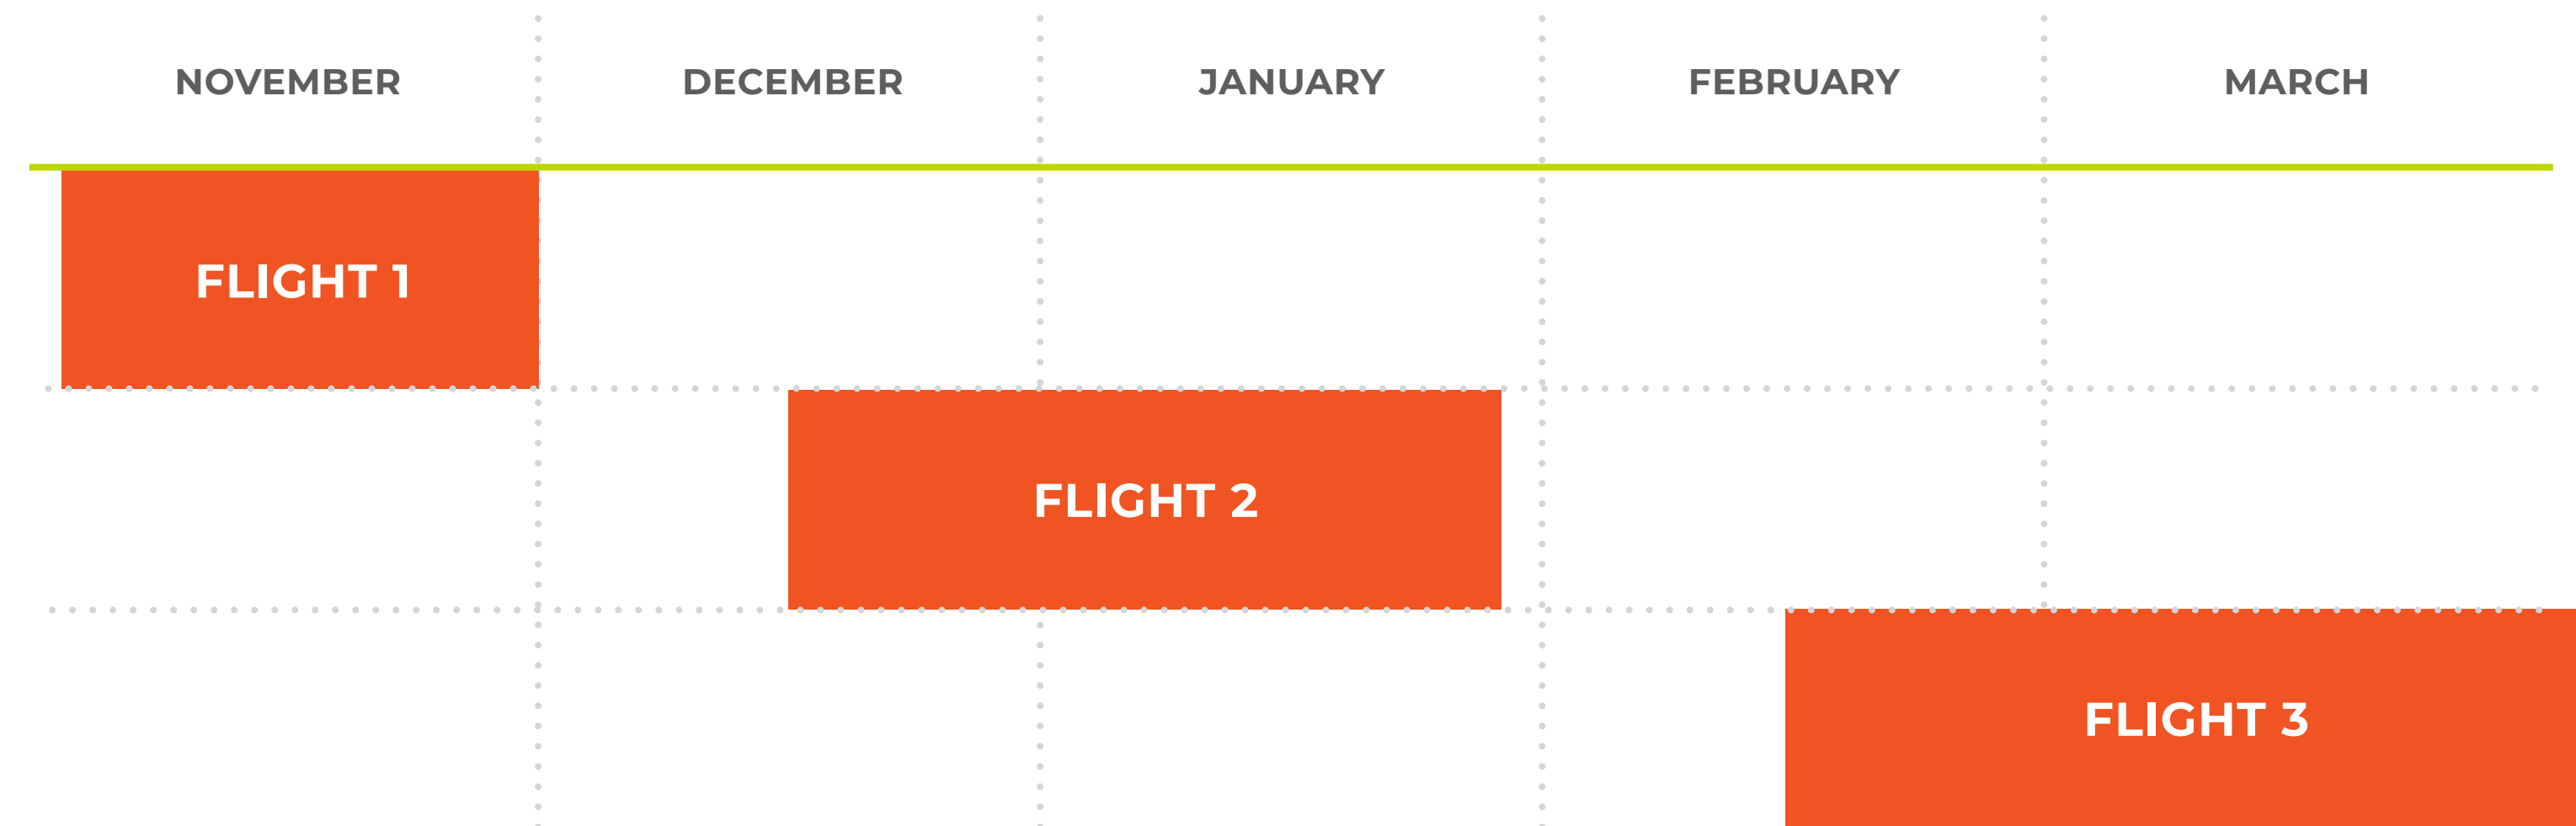 NOVEMBER DECEMBER JANUARY FEBRUARY MARCH
FLIGHT 1
FLIGHT 2
FLIGHT 3